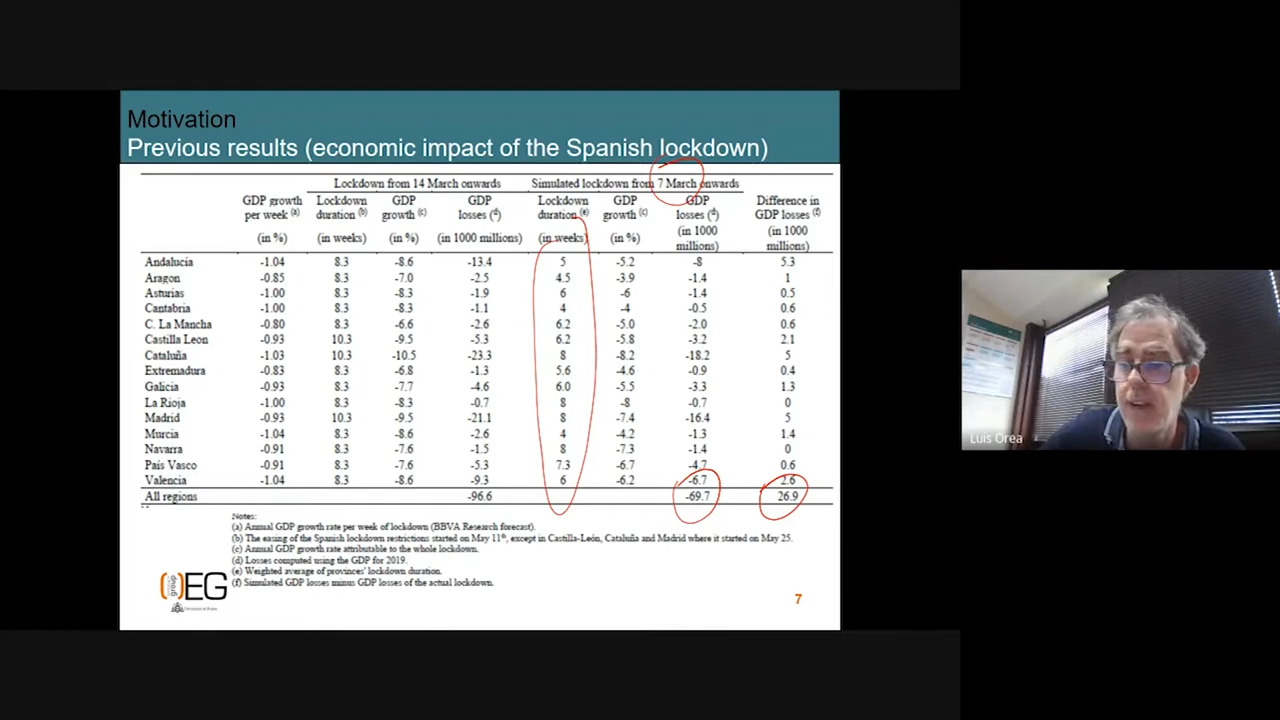 Motivation
Previous results (economic impact of the Spanish lockdown)
Lockdown from 14 March onwards Simulated lockdown from 7 March onwards
GDP growth per week (a) Lockdown duration (b) GDP growth (c) GDP losses (d) Lockdown duration (e) GDP growth (c) GDP losses (d) Difference in GDP losses (f)
(in %) (in weeks) (in %) (in 1000 millions) (in weeks) (in %) (in 1000 millions) (in 1000 millions)
Andalucía -1.04 8.3 -8.6 -13.4 5 -5.2 -8 5.3
Aragon -0.85 8.3 -7.0 -2.5 4.5 -3.9 -1.4 1
Asturias -1.00 8.3 -8.3 -1.9 6 -6 -1.4 0.5
Cantabria -1.00 8.3 -8.3 -1.1 4 -4 -0.5 0.6
C. La Mancha -0.80 8.3 -6.6 -2.6 6.2 -5.0 -2.0 0.6
Castilla Leon -0.93 10.3 -9.5 -5.3 6.2 -5.8 -3.2 2.1
Cataluña -1.03 10.3 -10.5 -23.3 8 -8.2 -18.2 5
Extremadura -0.83 8.3 -6.8 -1.3 5.6 -4.6 -0.9 0.4
Galicia -0.93 8.3 -7.7 -4.6 6.0 -5.5 -3.3 1.3
La Rioja -1.00 8.3 -8.3 -0.7 8 -8 -0.7 0
Madrid -0.93 10.3 -9.5 -21.1 8 -7.4 -16.4 5
Murcia -1.04 8.3 -8.6 -2.6 4 -4.2 -1.3 1.4
Navarra -0.91 8.3 -7.6 -1.5 8 -7.3 -1.4 0
País Vasco -0.91 8.3 -7.6 -5.3 7.3 -6.7 -4.7 0.6
Valencia -1.04 8.3 -8.6 -9.3 6 -6.2 -6.7 2.6
All regions -96.6 -69.7 26.9
Notes:
(a) Annual GDP growth rate per week of lockdown (BBVA Research forecast).
(b) The easing of the Spanish lockdown restrictions started on May 11th, except in Castilla-León, Cataluña and Madrid where it started on May 25.
(c) Annual GDP growth rate attributable to the whole lockdown.
(d) Losses computed using the GDP for 2019.
(e) Weighted average of provinces' lockdown duration.
(f) Simulated GDP losses minus GDP losses of the actual lockdown.
group EG
7
Luis Orea